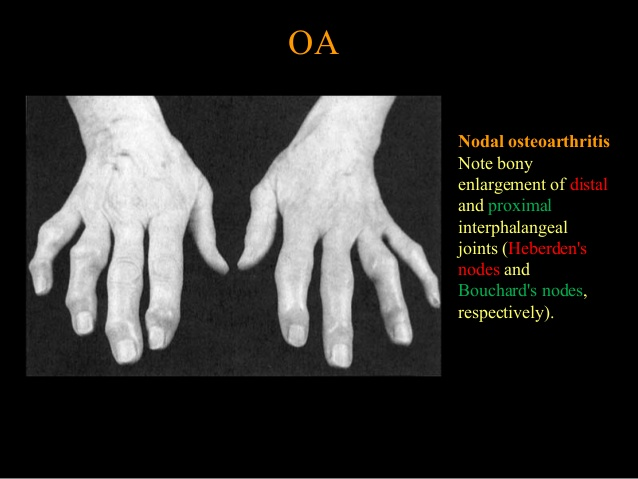 OA
Nodal osteoarthritis
Note bony
enlargement of distal
and proximal
interphalangeal
joints (Heberden's
nodes and
Bouchard's nodes,
respectively).